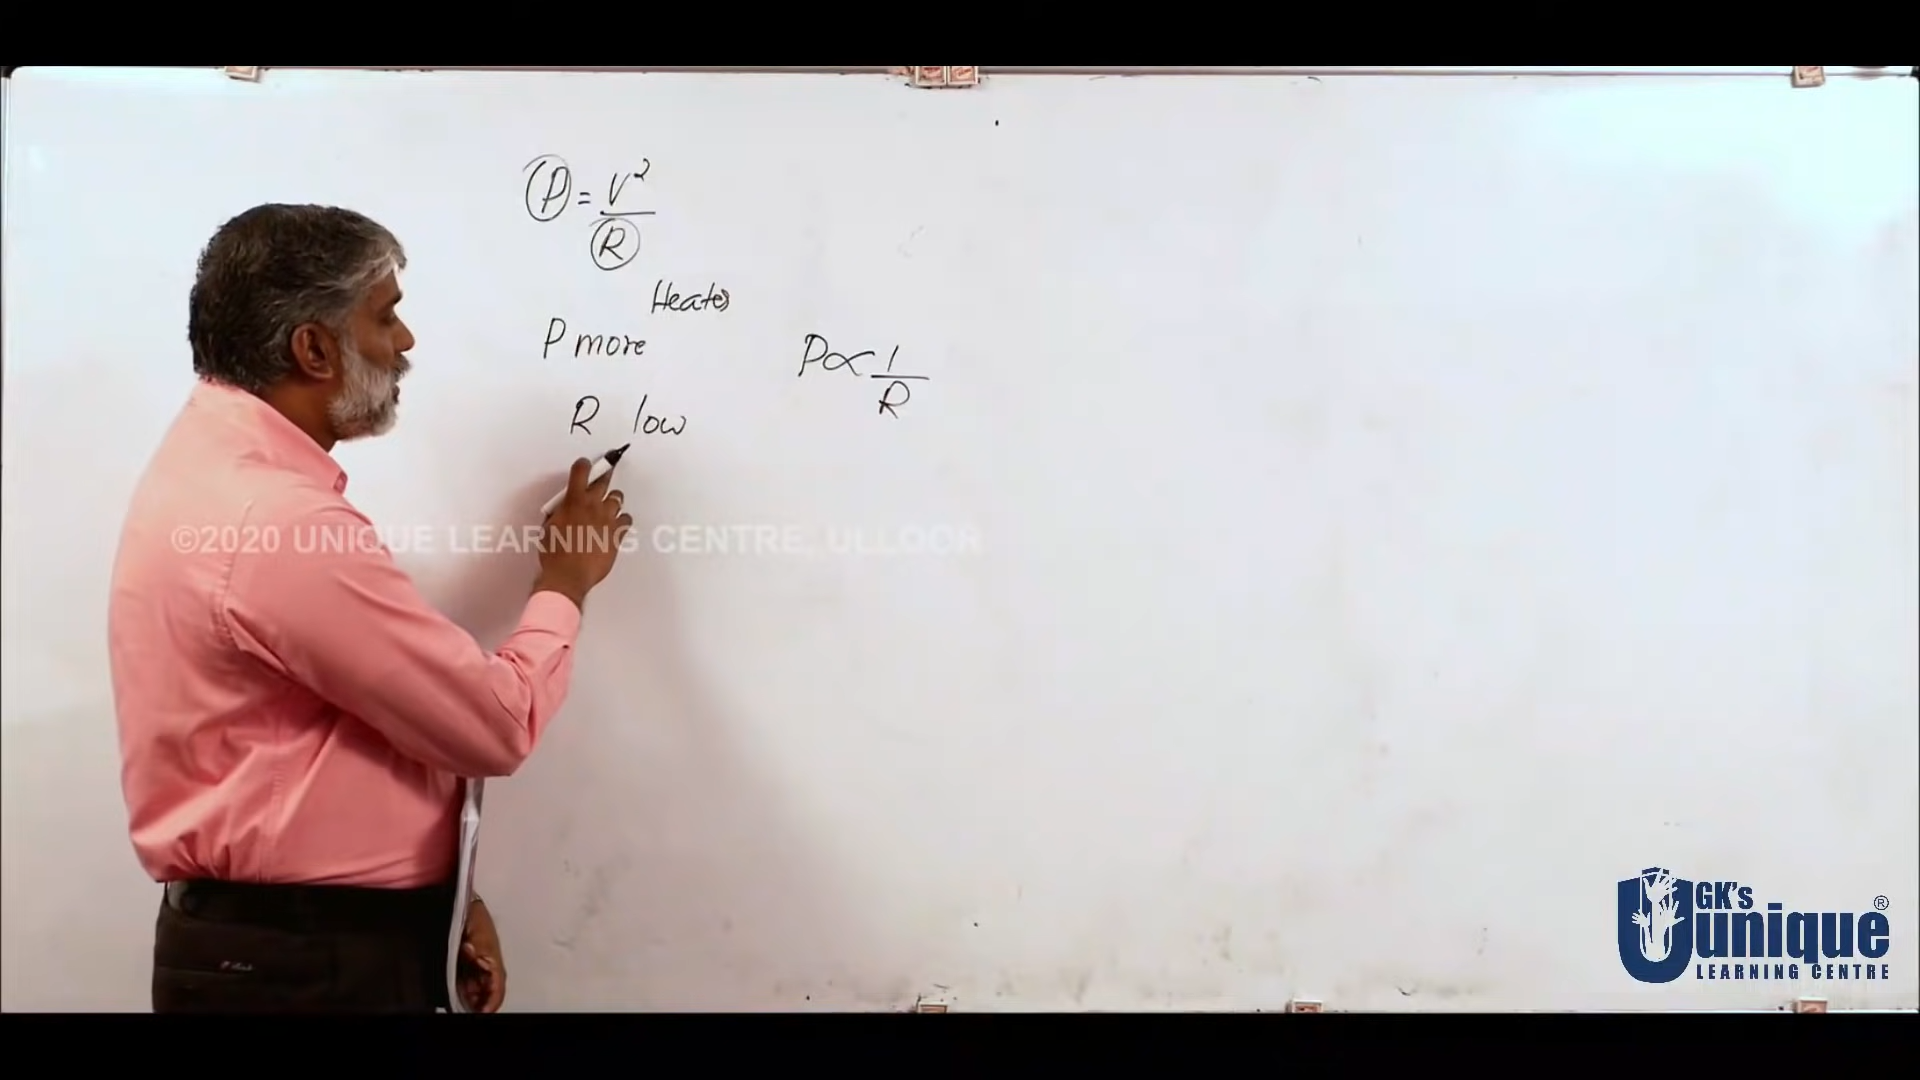 P = V²
R
Heater
P more
P∝ 1
R
R low
©2020 UNIQUE LEARNING CENTRE, ULLOOR
GK's
unique®
LEARNING CENTRE